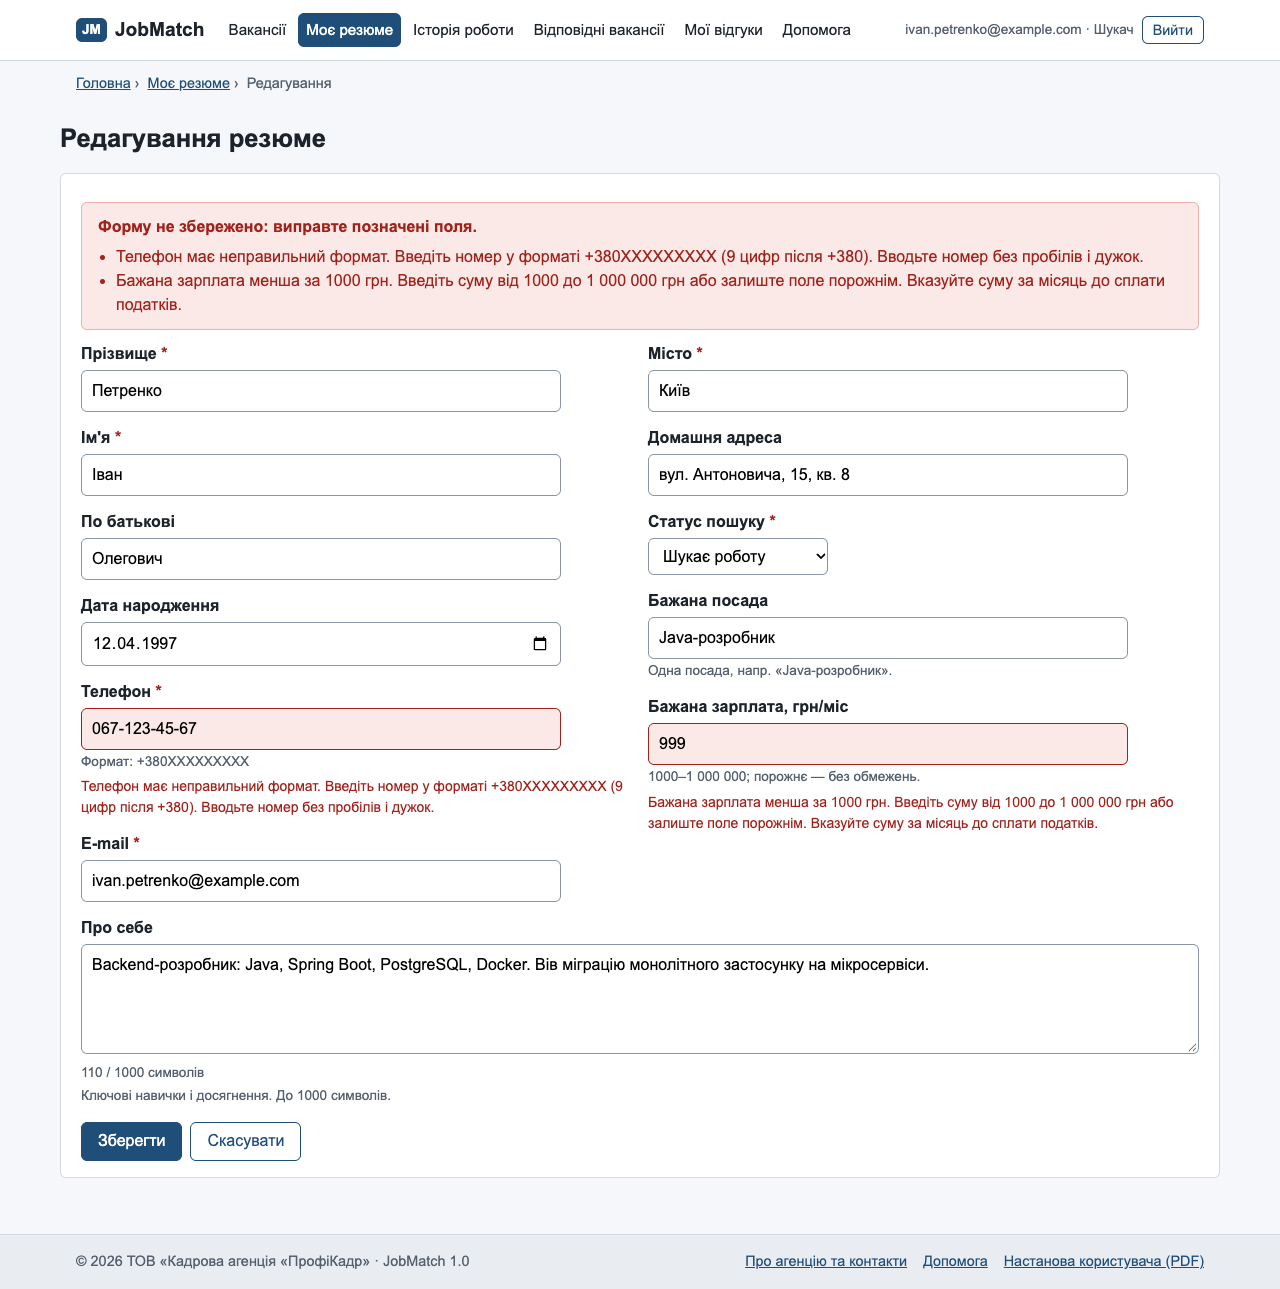 JM JobMatch Вакансії Моє резюме Історія роботи Відповідні вакансії Мої відгуки Допомога ivan.petrenko@example.com · Шукач Вийти
Головна › Моє резюме › Редагування
Редагування резюме
Форму не збережено: виправте позначені поля.
• Телефон має неправильний формат. Введіть номер у форматі +380XXXXXXXXX (9 цифр після +380). Вводьте номер без пробілів і дужок.
• Бажана зарплата менша за 1000 грн. Введіть суму від 1000 до 1 000 000 грн або залиште поле порожнім. Вказуйте суму за місяць до сплати
податків.
Прізвище *
Петренко
Ім'я *
Іван
По батькові
Олегович
Дата народження
12.04.1997
Телефон *
067-123-45-67
Формат: +380XXXXXXXXX
Телефон має неправильний формат. Введіть номер у форматі +380XXXXXXXXX (9
цифр після +380). Вводьте номер без пробілів і дужок.
E-mail *
ivan.petrenko@example.com
Місто *
Київ
Домашня адреса
вул. Антоновича, 15, кв. 8
Статус пошуку *
Шукає роботу
Бажана посада
Java-розробник
Одна посада, напр. «Java-розробник».
Бажана зарплата, грн/міс
999
1000–1 000 000; порожнє — без обмежень.
Бажана зарплата менша за 1000 грн. Введіть суму від 1000 до 1 000 000 грн або
залиште поле порожнім. Вказуйте суму за місяць до сплати податків.
Про себе
Backend-розробник: Java, Spring Boot, PostgreSQL, Docker. Вів міграцію монолітного застосунку на мікросервіси.
110 / 1000 символів
Ключові навички і досягнення. До 1000 символів.
Зберегти Скасувати
© 2026 ТОВ «Кадрова агенція «ПрофіКадр» · JobMatch 1.0 Про агенцію та контакти Допомога Настанова користувача (PDF)